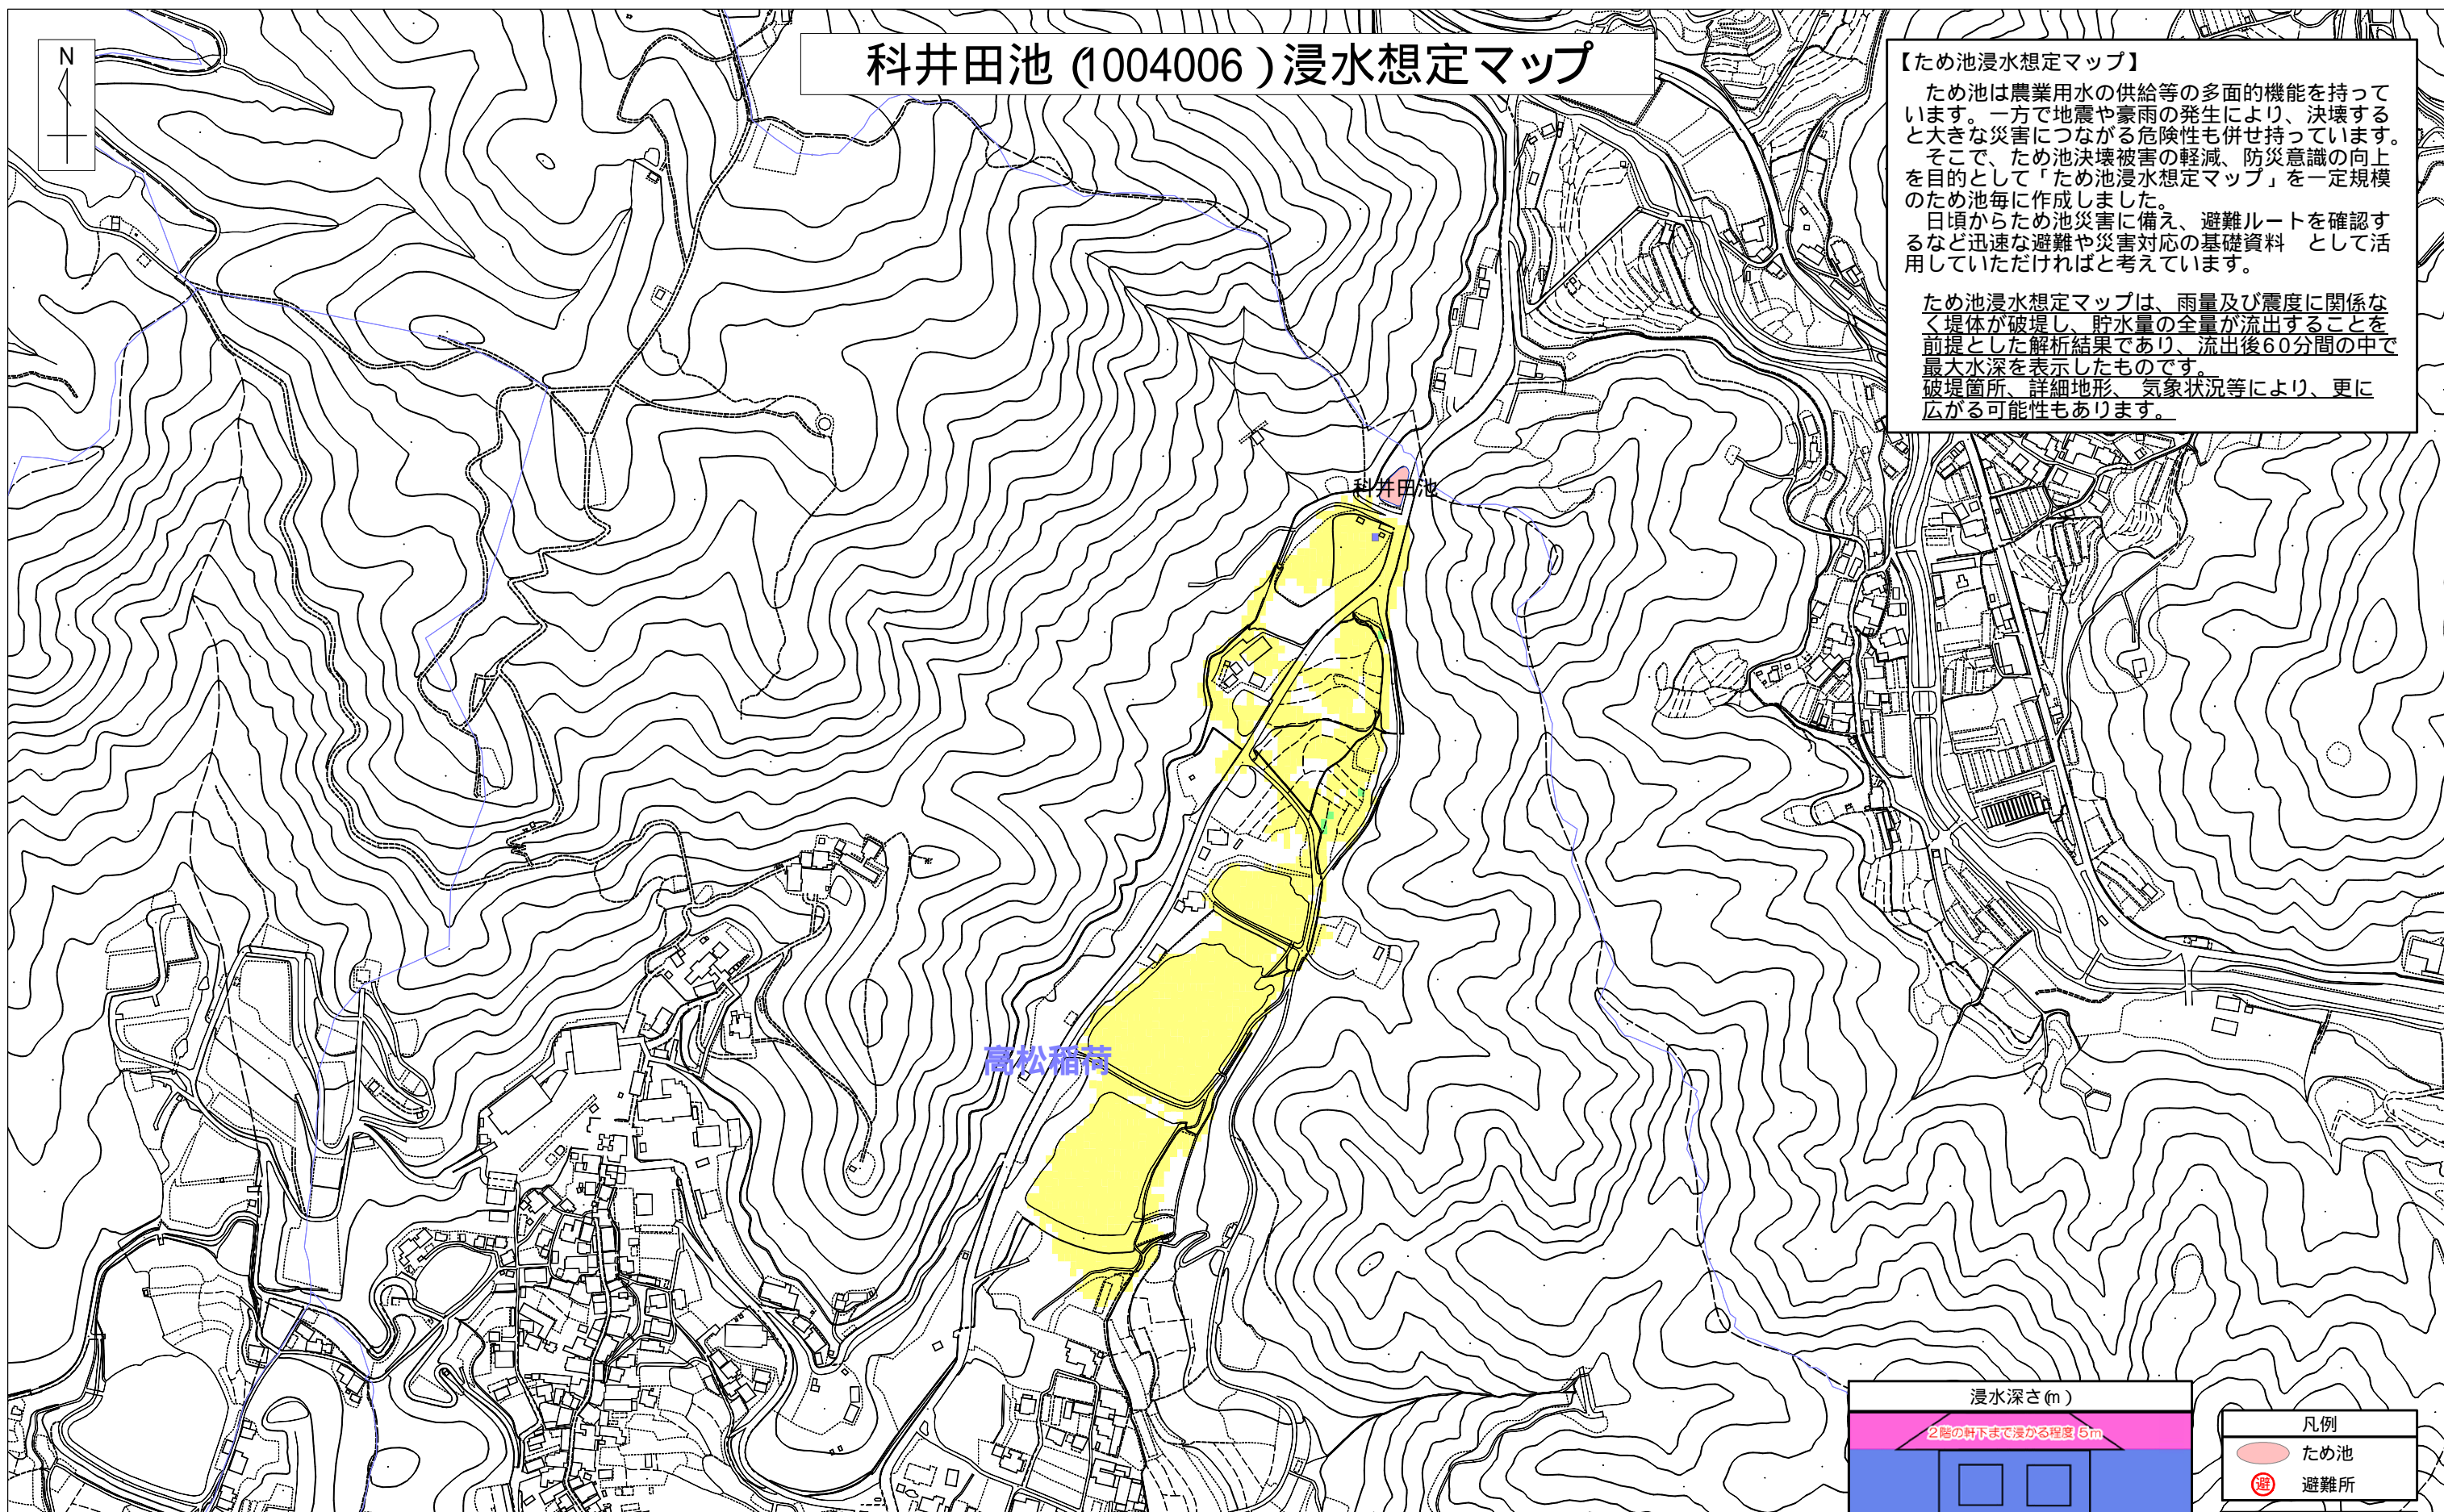 科井田池(1004006)浸水想定マップ
N
【ため池浸水想定マップ】
ため池は農業用水の供給等の多面的機能を持って
います。一方で地震や豪雨の発生により、決壊する
と大きな災害につながる危険性も併せ持っています。
そこで、ため池決壊被害の軽減、防災意識の向上
を目的として「ため池浸水想定マップ」を一定規模
のため池毎に作成しました。
日頃からため池災害に備え、避難ルートを確認す
るなど迅速な避難や災害対応の基礎資料　として活
用していただければと考えています。
ため池浸水想定マップは、雨量及び震度に関係な
く堤体が破堤し、貯水量の全量が流出することを
前提とした解析結果であり、流出後60分間の中で
最大水深を表示したものです。
破堤箇所、詳細地形、気象状況等により、更に
広がる可能性もあります。
科井田池
高松稲荷
浸水深さ(m)
2階の軒下まで浸かる程度 5m
凡例
ため池
避 避難所